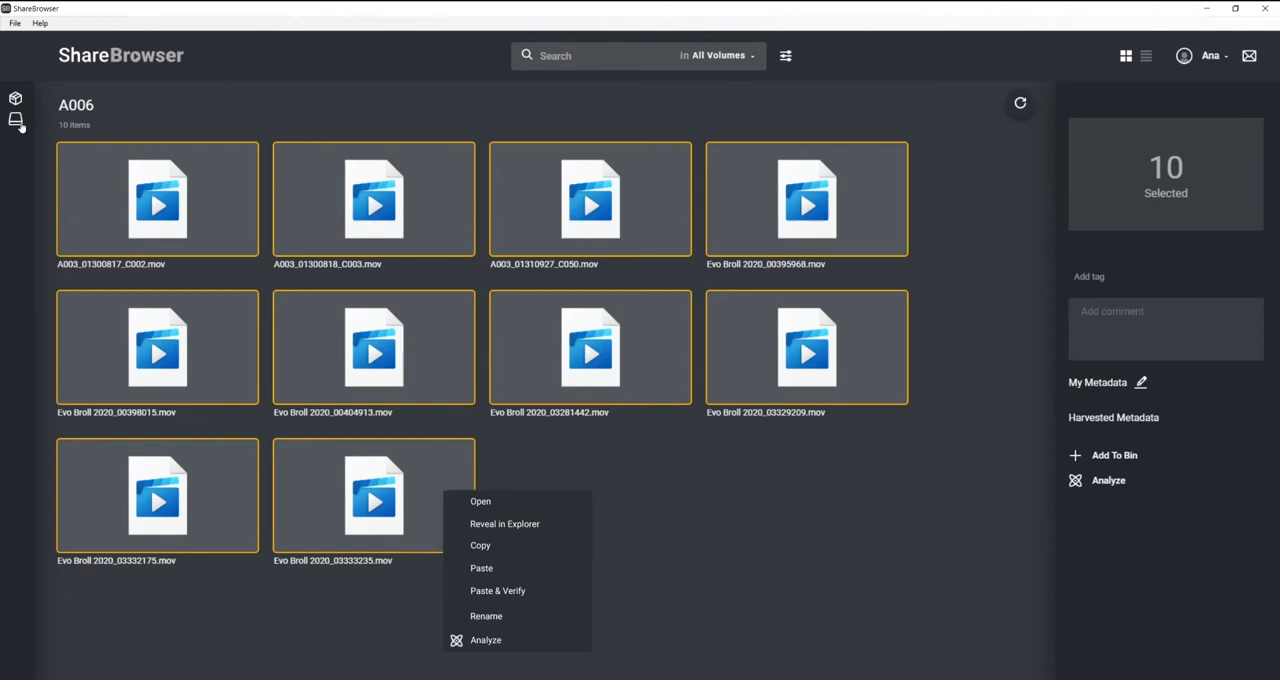 SB ShareBrowser
File Help
ShareBrowser
Search in All Volumes
Ana
A006
10 items
10
Selected
A003_01300817_C002.mov
A003_01300818_C003.mov
A003_01310927_C050.mov
Evo Broll 2020_00395968.mov
Add tag
Add comment
Evo Broll 2020_00398015.mov
Evo Broll 2020_00404913.mov
Evo Broll 2020_03281442.mov
Evo Broll 2020_03329209.mov
My Metadata
Harvested Metadata
Add To Bin
Analyze
Evo Broll 2020_03332175.mov
Evo Broll 2020_03333235.mov
Open
Reveal in Explorer
Copy
Paste
Paste & Verify
Rename
Analyze